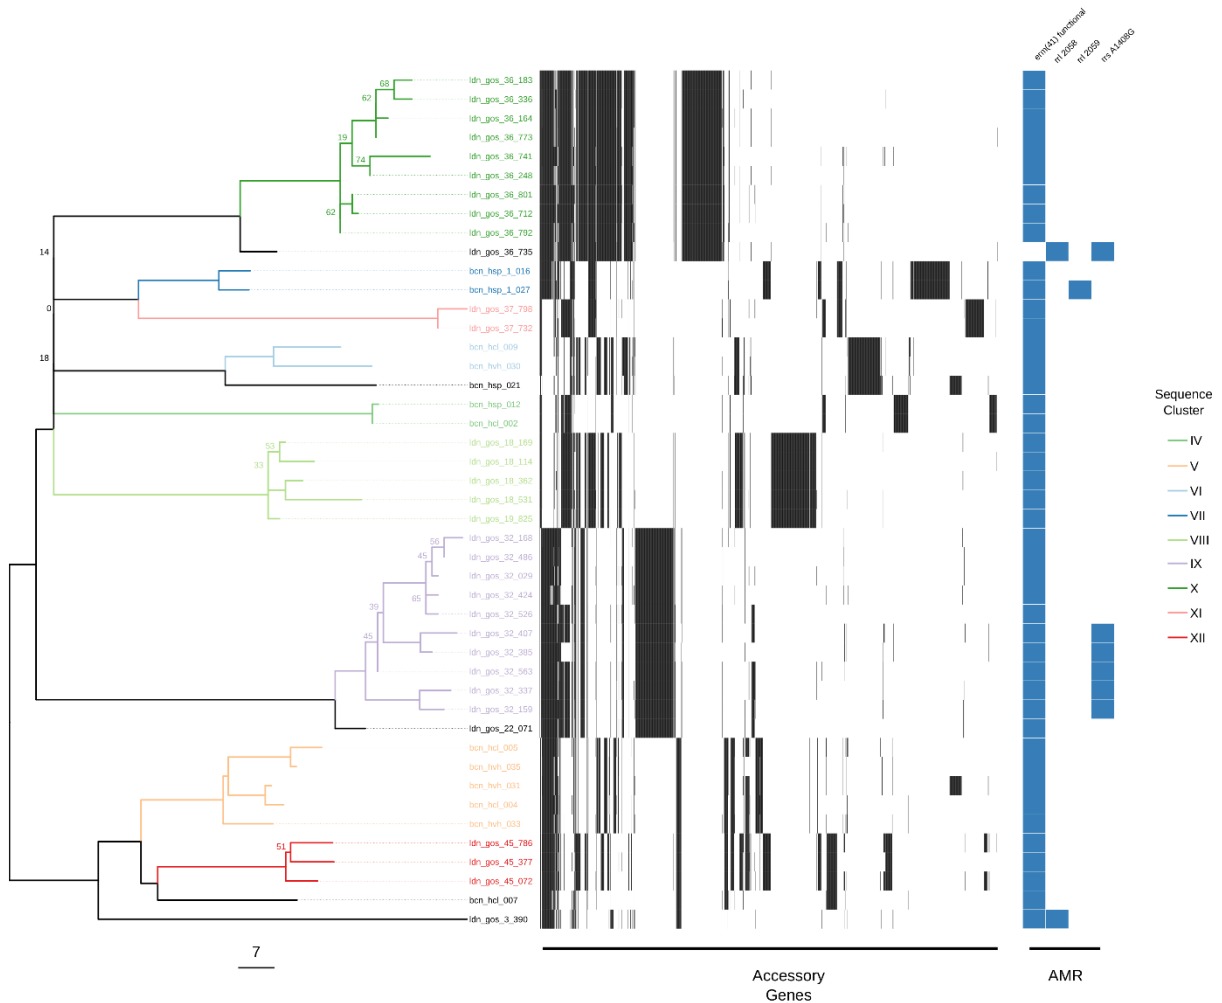 erm(41) functional
rrl 2058
rrl 2059
rrs A1408G
68
ldn_gos_36_183
62
ldn_gos_36_336
ldn_gos_36_164
19
ldn_gos_36_773
74
ldn_gos_36_741
ldn_gos_36_248
ldn_gos_36_801
62
ldn_gos_36_712
ldn_gos_36_792
14
ldn_gos_36_735
bcn_hsp_1_016
bcn_hsp_1_027
0
ldn_gos_37_798
ldn_gos_37_732
bcn_hcl_009
18
bcn_hvh_030
bcn_hsp_021
bcn_hsp_012
bcn_hcl_002
53
ldn_gos_18_169
33
ldn_gos_18_114
ldn_gos_18_362
ldn_gos_18_531
ldn_gos_19_825
56
ldn_gos_32_168
45
ldn_gos_32_486
ldn_gos_32_029
65
ldn_gos_32_424
39
ldn_gos_32_526
45
ldn_gos_32_407
ldn_gos_32_385
ldn_gos_32_563
ldn_gos_32_337
ldn_gos_32_159
ldn_gos_22_071
bcn_hcl_005
bcn_hvh_035
bcn_hvh_031
bcn_hcl_004
bcn_hvh_033
51
ldn_gos_45_786
ldn_gos_45_377
ldn_gos_45_072
bcn_hcl_007
ldn_gos_3_390
7
Accessory
Genes
AMR
Sequence
Cluster
IV
V
VI
VII
VIII
IX
X
XI
XII